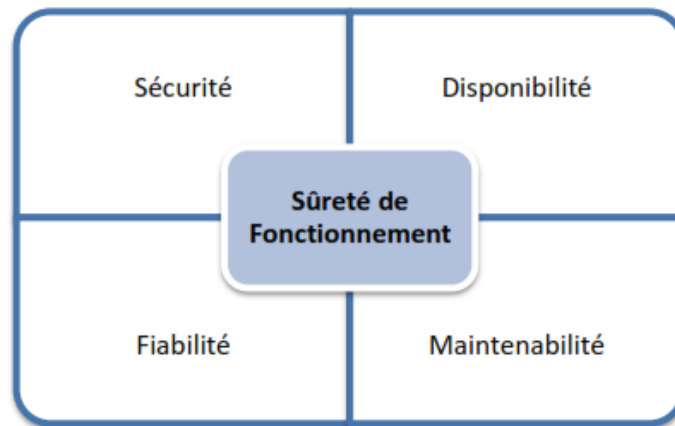 Sécurité
Disponibilité
Sûreté de
Fonctionnement
Fiabilité
Maintenabilité